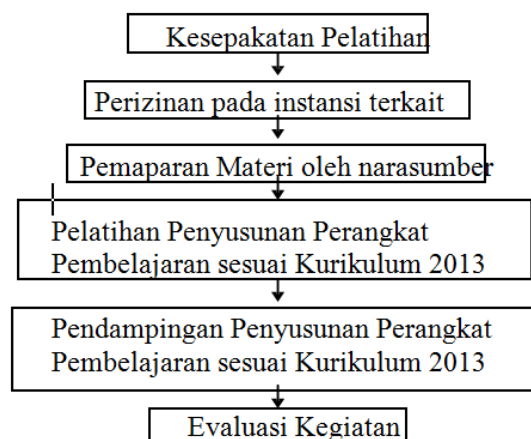 Kesepakatan Pelatihan
Perizinan pada instansi terkait
Pemaparan Materi oleh narasumber
Pelatihan Penyusunan Perangkat
Pembelajaran sesuai Kurikulum 2013
Pendampingan Penyusunan Perangkat
Pembelajaran sesuai Kurikulum 2013
Evaluasi Kegiatan